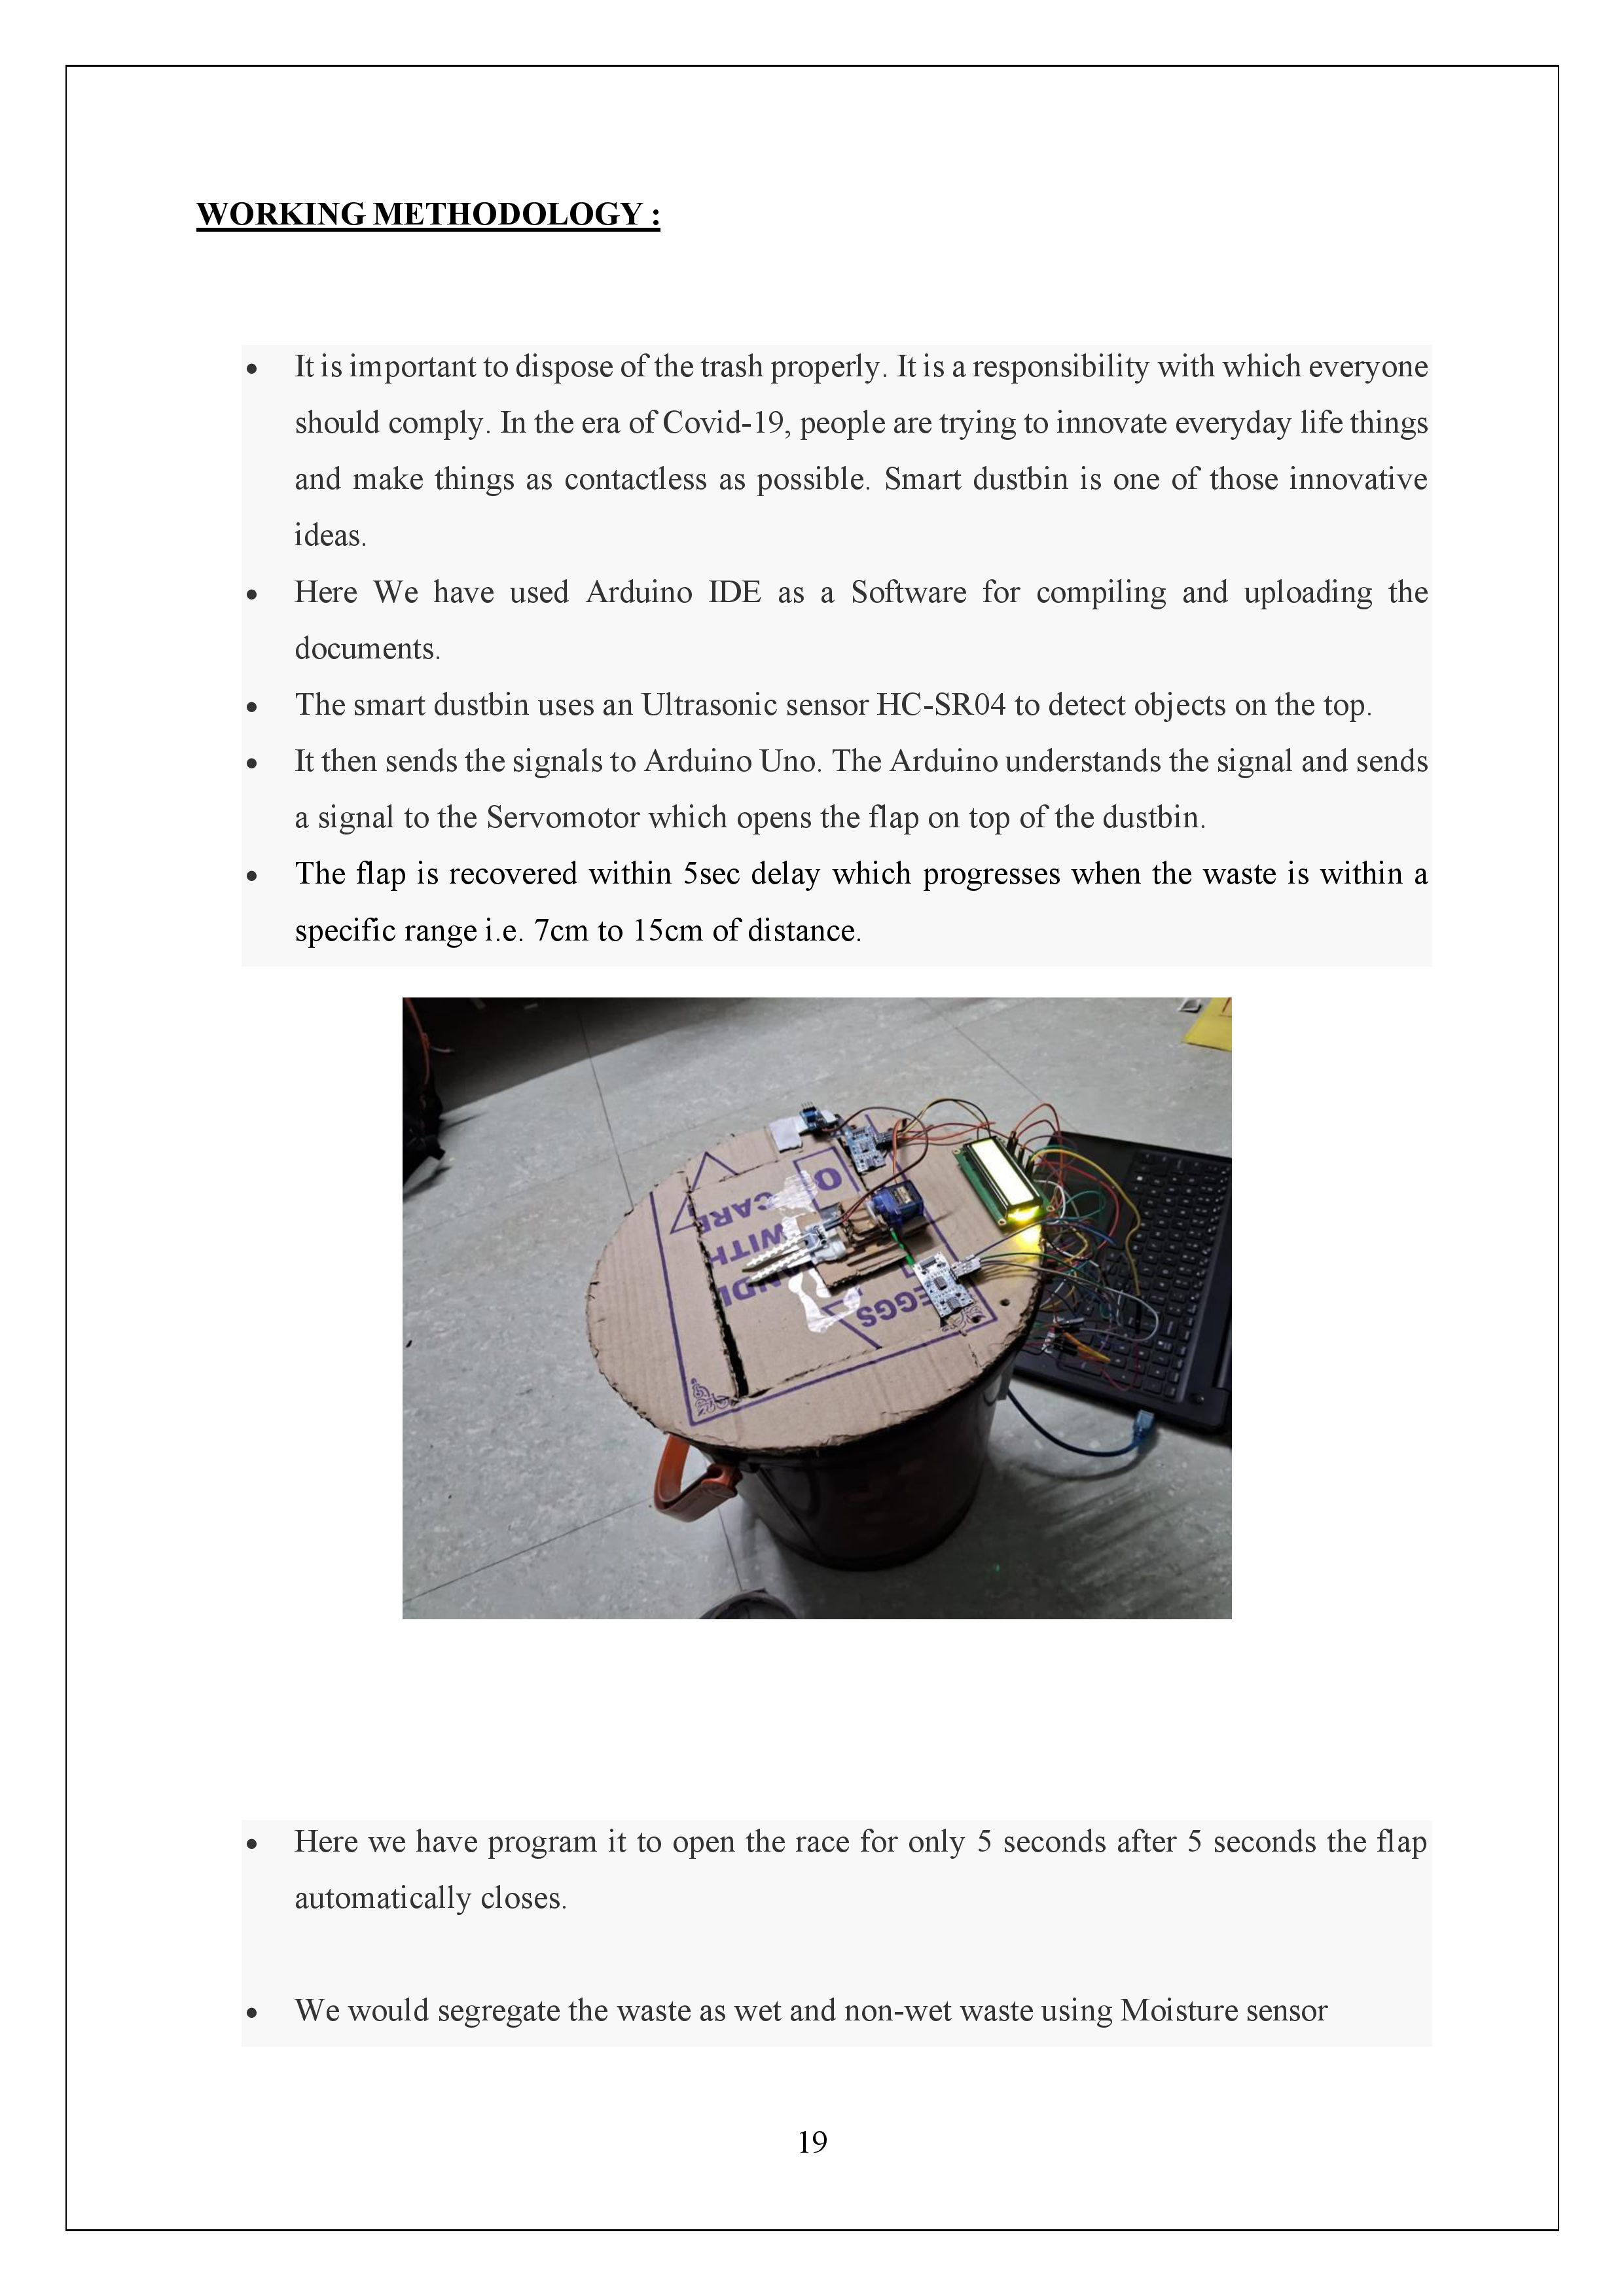 WORKING METHODOLOGY :
• It is important to dispose of the trash properly. It is a responsibility with which everyone
should comply. In the era of Covid-19, people are trying to innovate everyday life things
and make things as contactless as possible. Smart dustbin is one of those innovative
ideas.
• Here We have used Arduino IDE as a Software for compiling and uploading the
documents.
• The smart dustbin uses an Ultrasonic sensor HC-SR04 to detect objects on the top.
• It then sends the signals to Arduino Uno. The Arduino understands the signal and sends
a signal to the Servomotor which opens the flap on top of the dustbin.
• The flap is recovered within 5sec delay which progresses when the waste is within a
specific range i.e. 7cm to 15cm of distance.
EGGS
WITH
• Here we have program it to open the race for only 5 seconds after 5 seconds the flap
automatically closes.
• We would segregate the waste as wet and non-wet waste using Moisture sensor
19